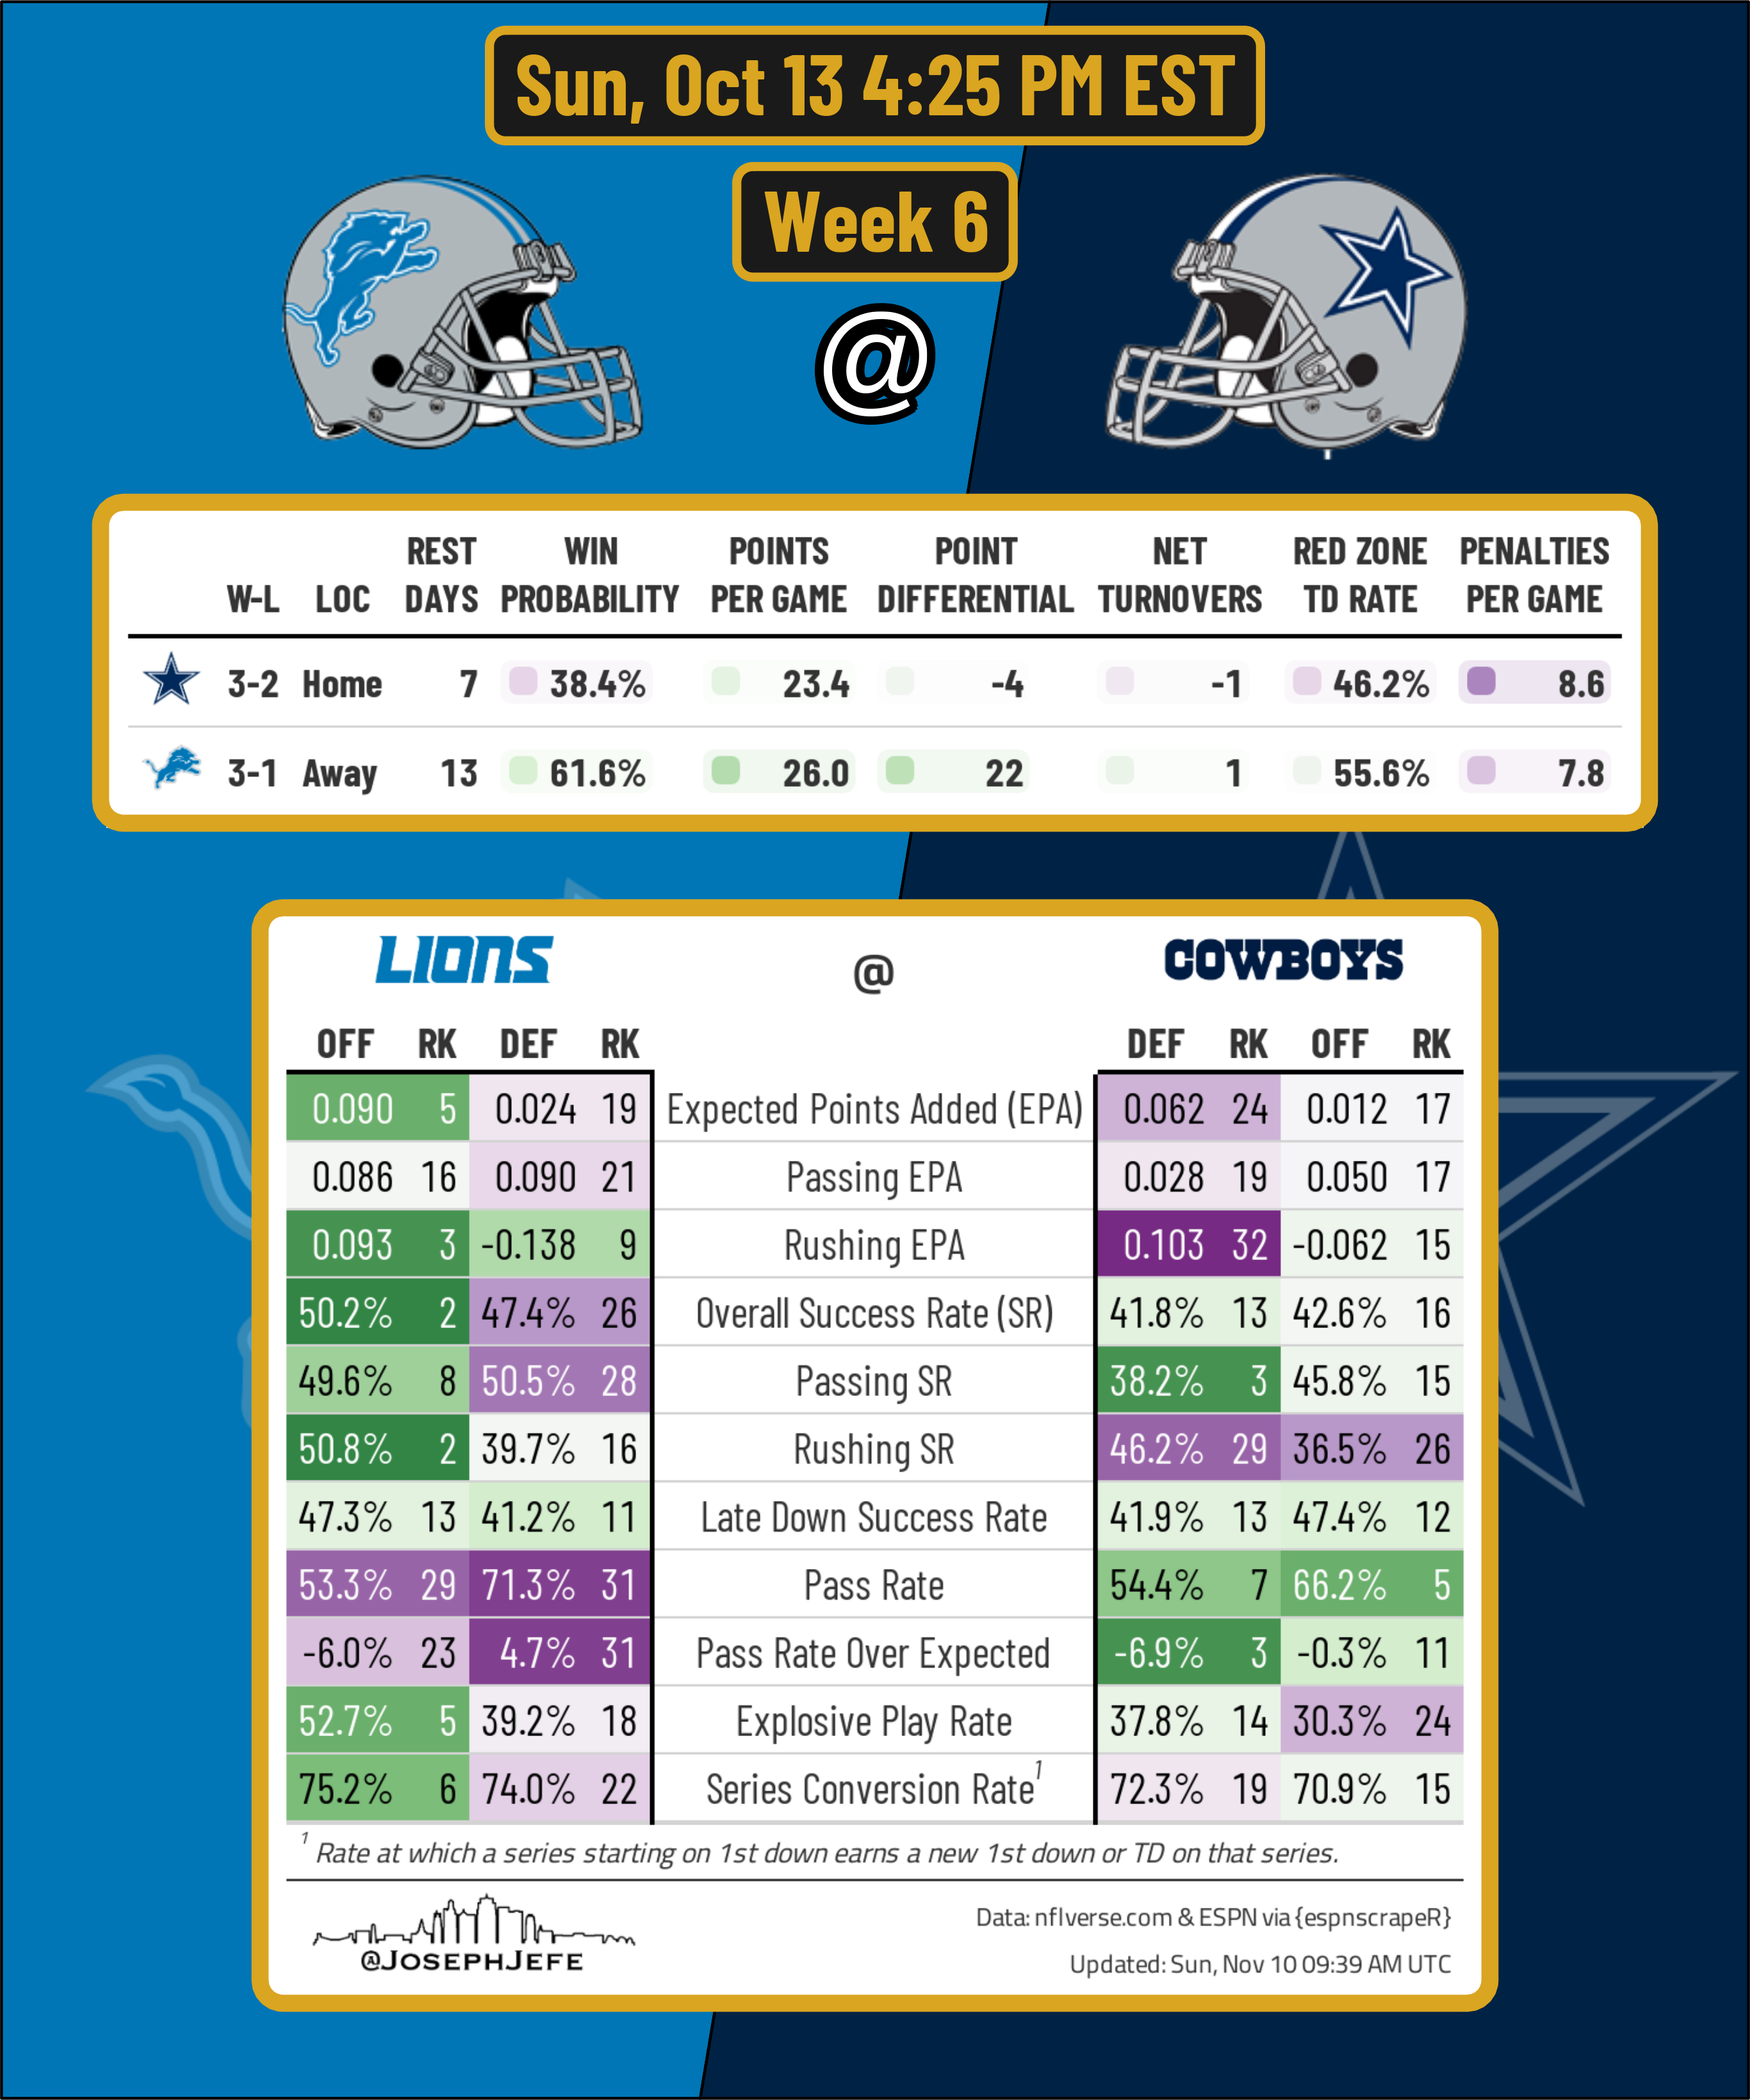 Sun, Oct 13 4:25 PM EST
Week 6
@
W-L LOC REST DAYS WIN PROBABILITY POINTS PER GAME POINT DIFFERENTIAL NET TURNOVERS RED ZONE TD RATE PENALTIES PER GAME
3-2 Home 7 38.4% 23.4 -4 -1 46.2% 8.6
3-1 Away 13 61.6% 26.0 22 1 55.6% 7.8
LIONS @ COWBOYS
OFF RK DEF RK DEF RK OFF RK
0.090 5 0.024 19 Expected Points Added (EPA) 0.062 24 0.012 17
0.086 16 0.090 21 Passing EPA 0.028 19 0.050 17
0.093 3 -0.138 9 Rushing EPA 0.103 32 -0.062 15
50.2% 2 47.4% 26 Overall Success Rate (SR) 41.8% 13 42.6% 16
49.6% 8 50.5% 28 Passing SR 38.2% 3 45.8% 15
50.8% 2 39.7% 16 Rushing SR 46.2% 29 36.5% 26
47.3% 13 41.2% 11 Late Down Success Rate 41.9% 13 47.4% 12
53.3% 29 71.3% 31 Pass Rate 54.4% 7 66.2% 5
-6.0% 23 4.7% 31 Pass Rate Over Expected -6.9% 3 -0.3% 11
52.7% 5 39.2% 18 Explosive Play Rate 37.8% 14 30.3% 24
75.2% 6 74.0% 22 Series Conversion Rate¹ 72.3% 19 70.9% 15
¹ Rate at which a series starting on 1st down earns a new 1st down or TD on that series.
@JOSEPHJEFE
Data: nflverse.com & ESPN via {espnscrapeR}
Updated: Sun, Nov 10 09:39 AM UTC